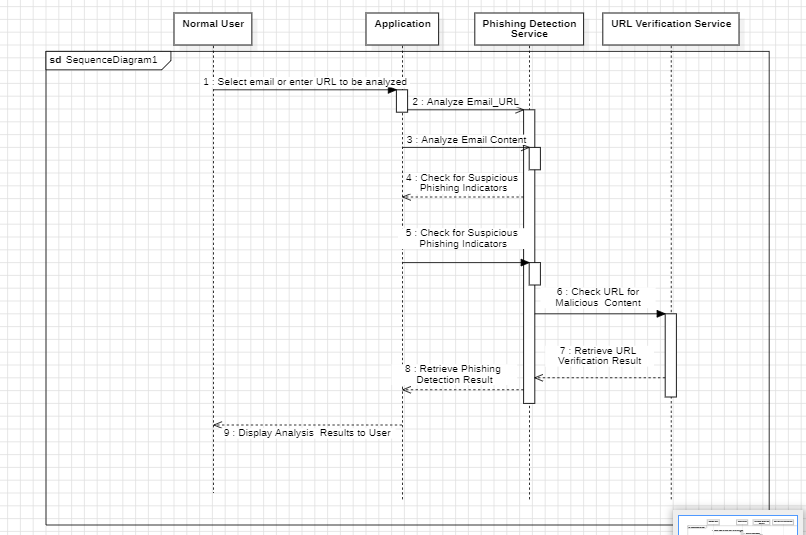 Normal User
Application
Phishing Detection
Service
URL Verification Service
sd SequenceDiagram1
1 : Select email or enter URL to be analyzed
2 : Analyze Email_URL
3 : Analyze Email Content
4 : Check for Suspicious
Phishing Indicators
5 : Check for Suspicious
Phishing Indicators
6 : Check URL for
Malicious Content
7 : Retrieve URL
Verification Result
8 : Retrieve Phishing
Detection Result
9 : Display Analysis Results to User